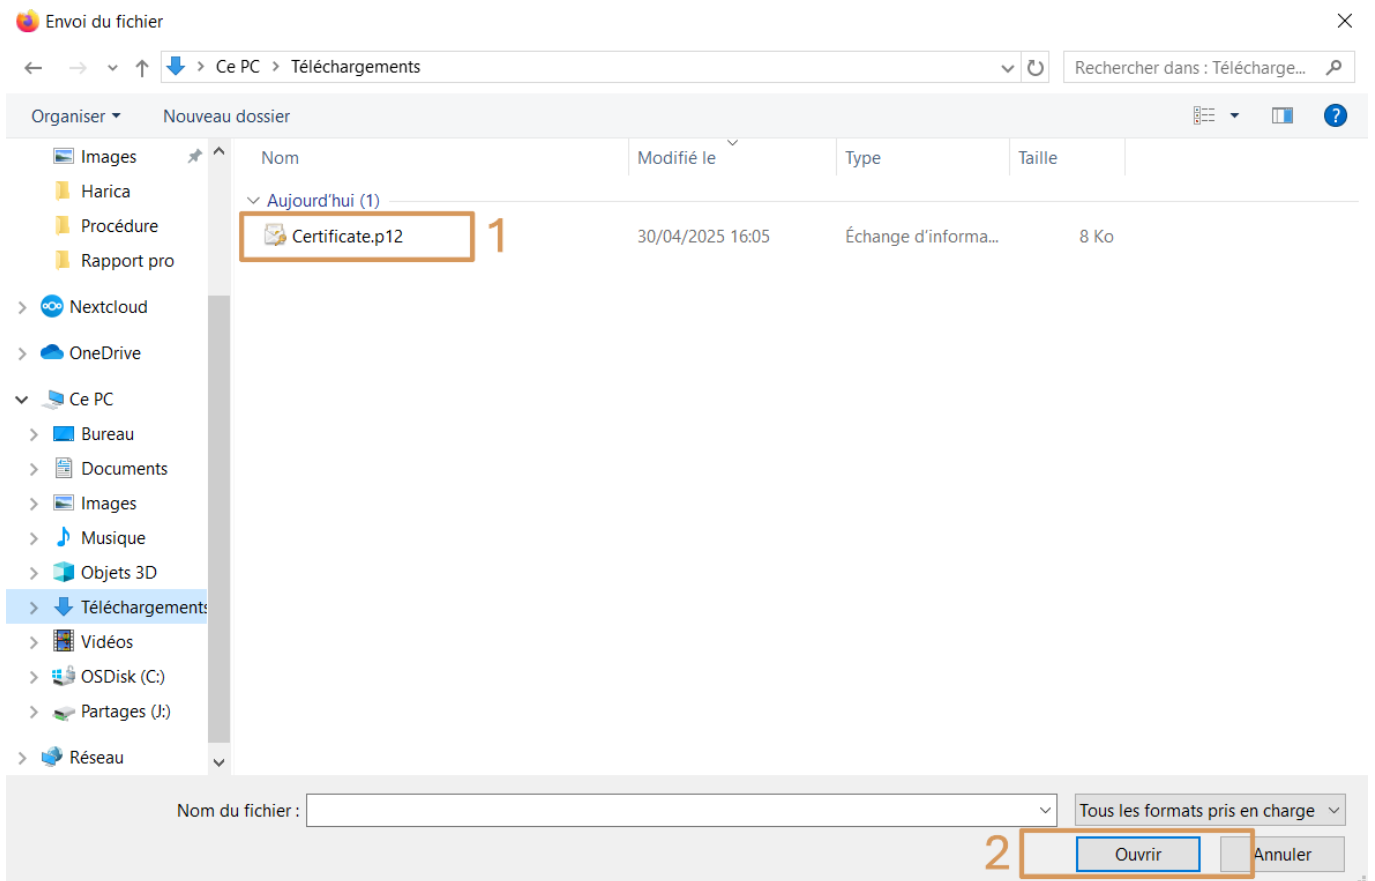 Envoi du fichier
Ce PC > Téléchargements
Rechercher dans : Télécharge...
Organiser
Nouveau dossier
?
Images
Harica
Procédure
Rapport pro
Nextcloud
OneDrive
Ce PC
Bureau
Documents
Images
Musique
Objets 3D
Téléchargements
Vidéos
OSDisk (C:)
Partages (J:)
Réseau
Nom
Modifié le
Type
Taille
Aujourd'hui (1)
Certificate.p12
1
30/04/2025 16:05
Échange d'informa...
8 Ko
Nom du fichier :
Tous les formats pris en charge
2
Ouvrir
Annuler